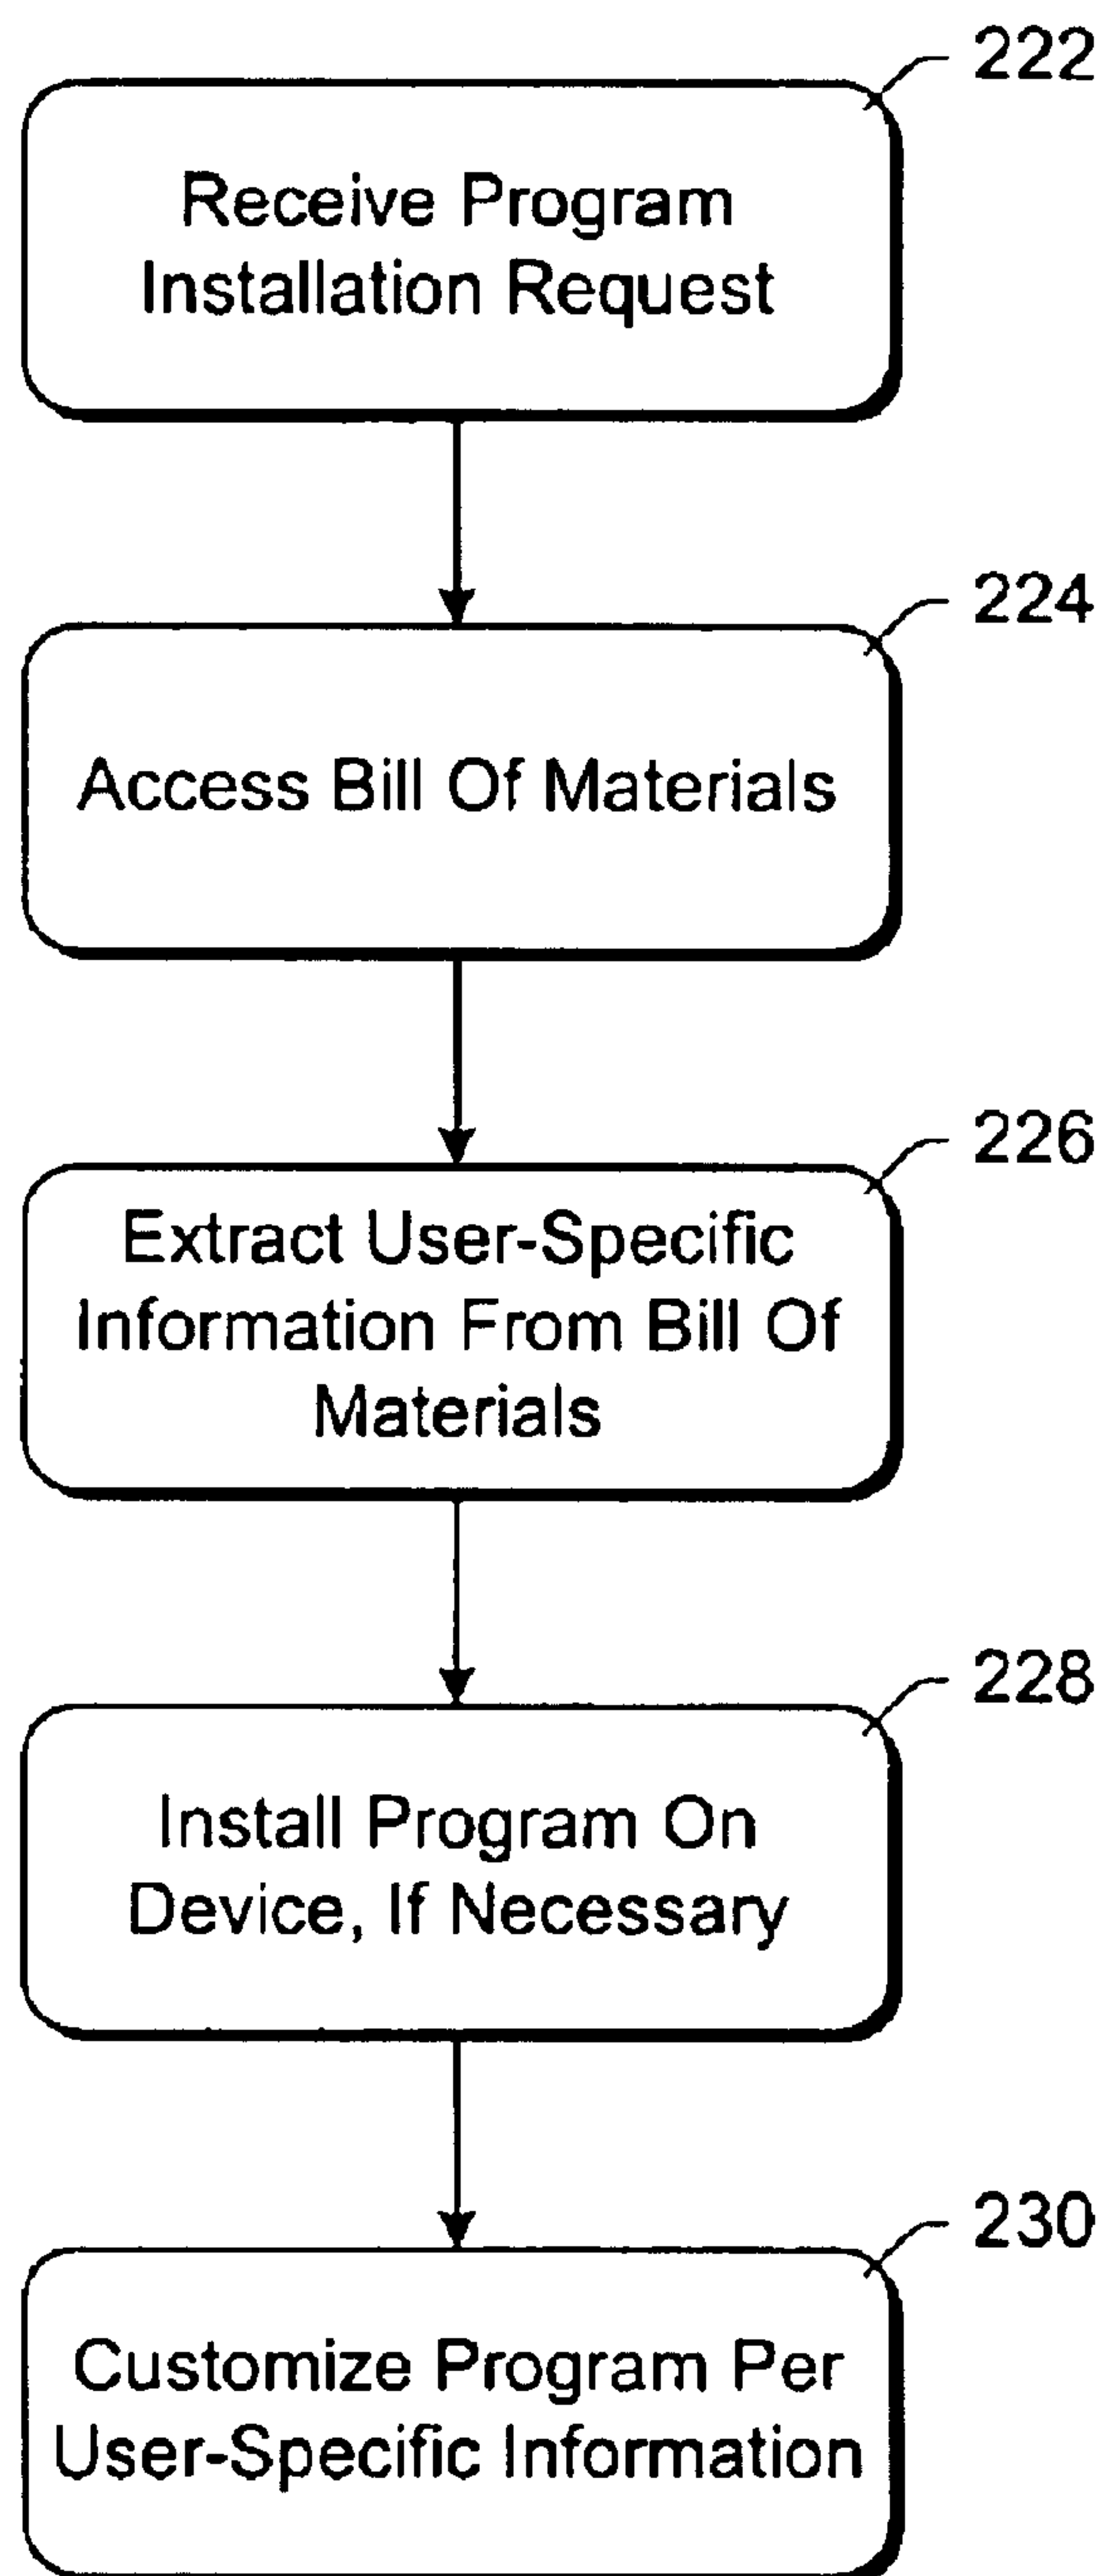 222
Receive Program
Installation Request
224
Access Bill Of Materials
226
Extract User-Specific
Information From Bill Of
Materials
228
Install Program On
Device, If Necessary
230
Customize Program Per
User-Specific Information